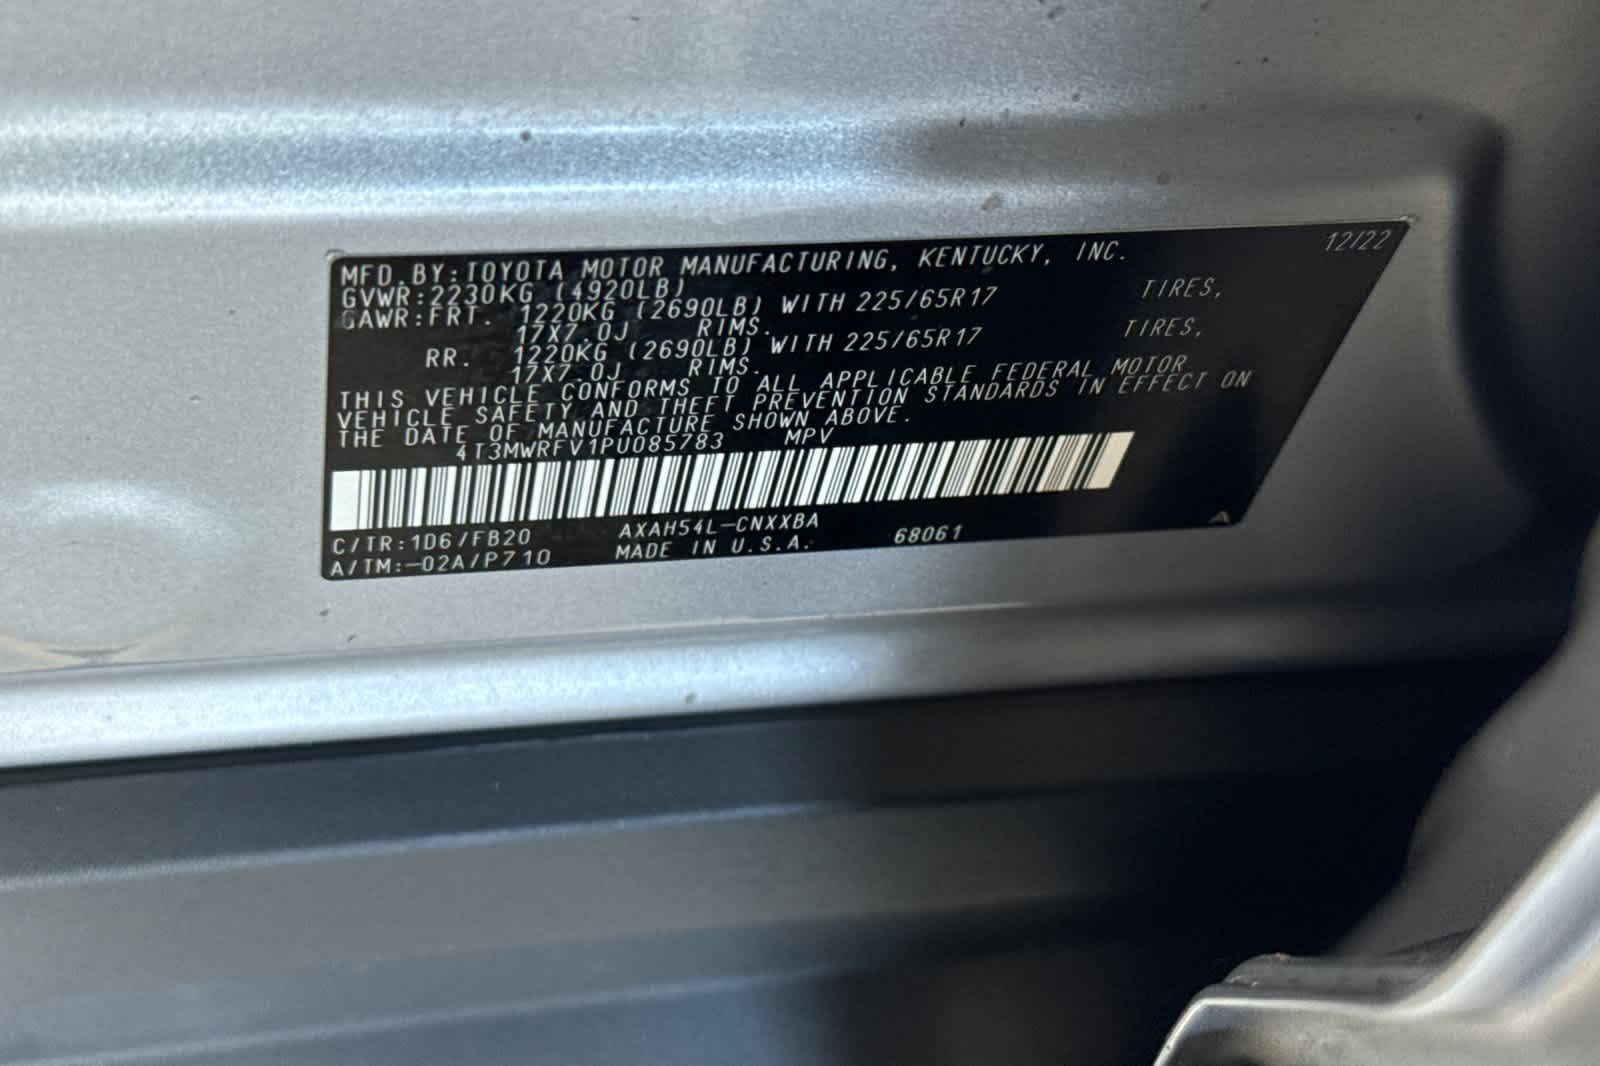 12/22
MFD. BY: TOYOTA MOTOR MANUFACTURING, KENTUCKY, INC.
GVWR: 2230KG (4920LB)
GAWR: FRT. 1220KG (2690LB) WITH 225/65R17 TIRES,
17X7.0J RIMS.
RR. 1220KG (2690LB) WITH 225/65R17 TIRES,
17X7.0J RIMS.
THIS VEHICLE CONFORMS TO ALL APPLICABLE FEDERAL MOTOR
VEHICLE SAFETY AND THEFT PREVENTION STANDARDS IN EFFECT ON
THE DATE OF MANUFACTURE SHOWN ABOVE.
4T3MWRFV1PU085783 MPV
C/TR: 1D6/FB20 AXAH54L-CNXXBA
A/TM: -02A/P710 MADE IN U.S.A. 68061 A